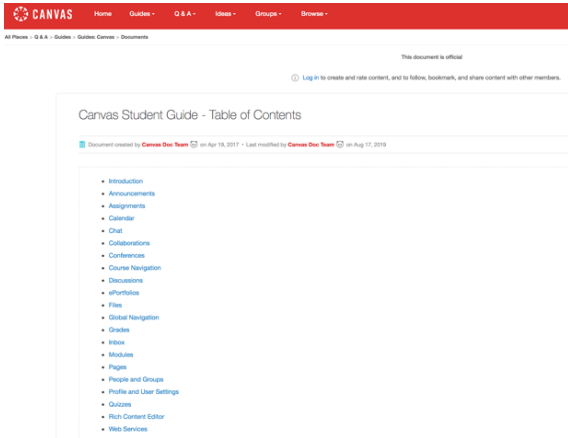 CANVAS Home Guides Q & A Ideas Groups Browse
All Places > Q & A > Guides > Guides: Canvas > Documents
This document is official
Log in to create and rate content, and to follow, bookmark, and share content with other members.
Canvas Student Guide - Table of Contents
Document created by Canvas Doc Team on Apr 19, 2017 • Last modified by Canvas Doc Team on Aug 17, 2019
• Introduction
• Announcements
• Assignments
• Calendar
• Chat
• Collaborations
• Conferences
• Course Navigation
• Discussions
• ePortfolios
• Files
• Global Navigation
• Grades
• Inbox
• Modules
• Pages
• People and Groups
• Profile and User Settings
• Quizzes
• Rich Content Editor
• Web Services